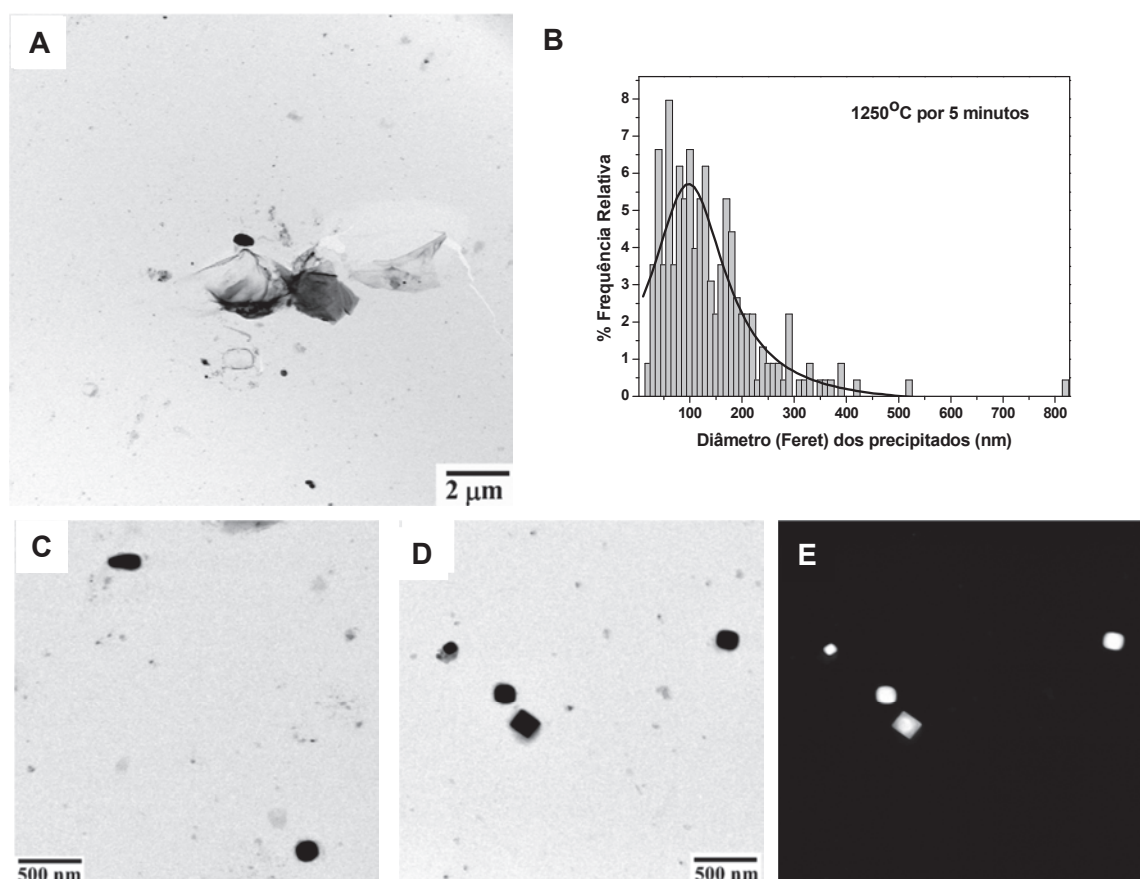 A
2 μm
B
1250°C por 5 minutos
% Frequência Relativa
8
7
6
5
4
3
2
1
0
100 200 300 400 500 600 700 800
Diâmetro (Feret) dos precipitados (nm)
C
500 nm
D
500 nm
E